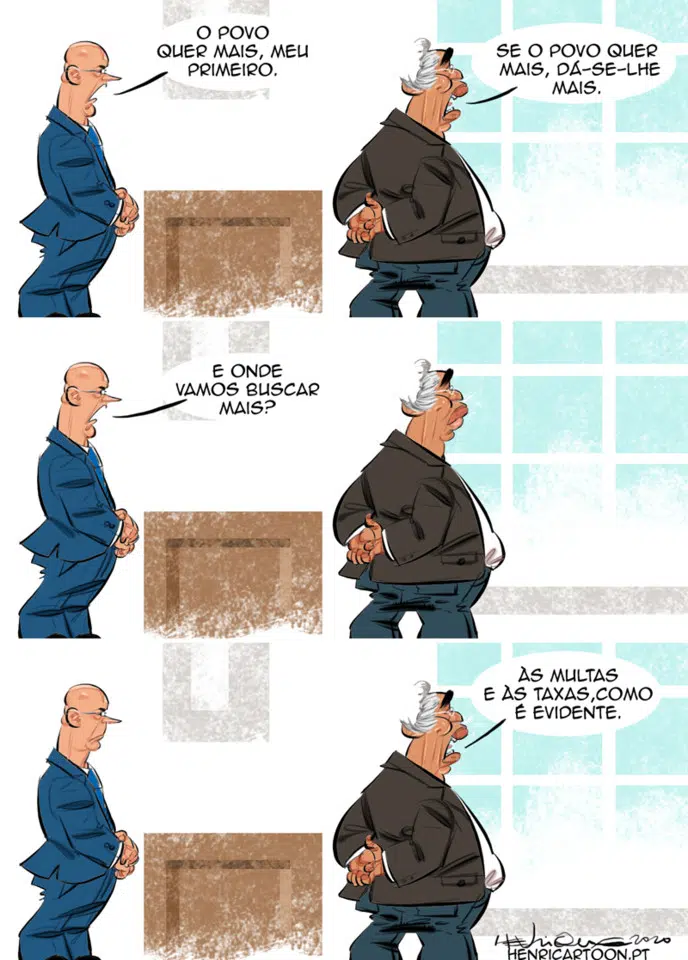 O POVO
QUER MAIS, MEU
PRIMEIRO.
SE O POVO QUER
MAIS, DÁ-SE-LHE
MAIS.
E ONDE
VAMOS BUSCAR
MAIS?
ÀS MULTAS
E ÀS TAXAS,COMO
É EVIDENTE.
2020
HENRICARTOON.PT